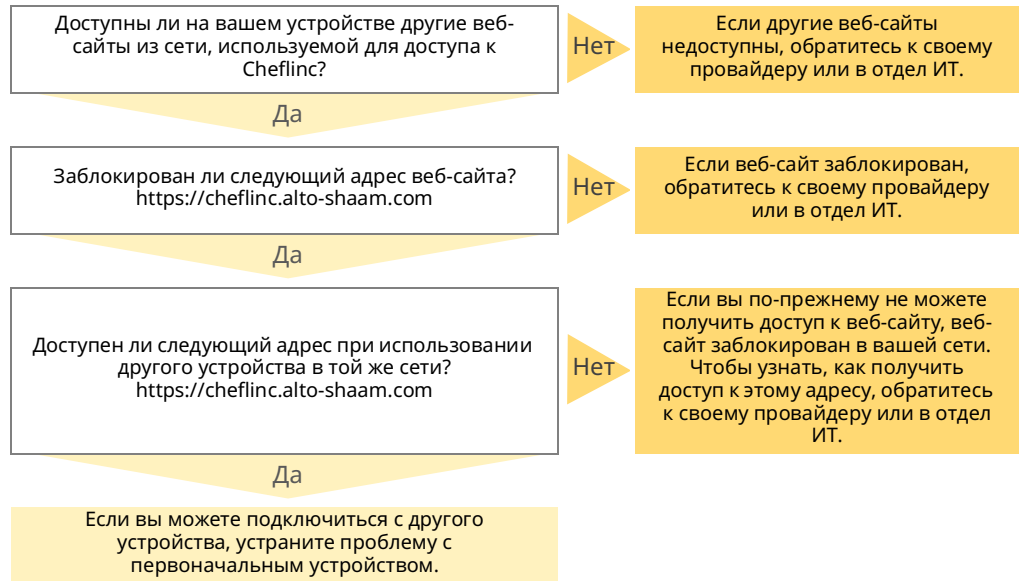 Доступны ли на вашем устройстве другие веб-
сайты из сети, используемой для доступа к
Cheflinc?
Нет
Если другие веб-сайты
недоступны, обратитесь к своему
провайдеру или в отдел ИТ.
Да
Заблокирован ли следующий адрес веб-сайта?
https://cheflinc.alto-shaam.com
Нет
Если веб-сайт заблокирован,
обратитесь к своему провайдеру
или в отдел ИТ.
Да
Доступен ли следующий адрес при использовании
другого устройства в той же сети?
https://cheflinc.alto-shaam.com
Нет
Если вы по-прежнему не можете
получить доступ к веб-сайту, веб-
сайт заблокирован в вашей сети.
Чтобы узнать, как получить
доступ к этому адресу, обратитесь
к своему провайдеру или в отдел
ИТ.
Да
Если вы можете подключиться с другого
устройства, устраните проблему с
первоначальным устройством.